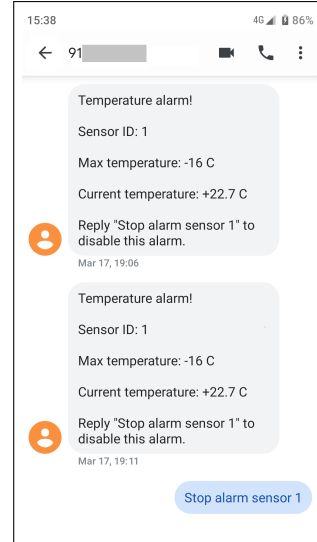 15:38 4G 86%
91
Temperature alarm!
Sensor ID: 1
Max temperature: -16 C
Current temperature: +22.7 C
Reply "Stop alarm sensor 1" to
disable this alarm.
Mar 17, 19:06
Temperature alarm!
Sensor ID: 1
Max temperature: -16 C
Current temperature: +22.7 C
Reply "Stop alarm sensor 1" to
disable this alarm.
Mar 17, 19:11
Stop alarm sensor 1